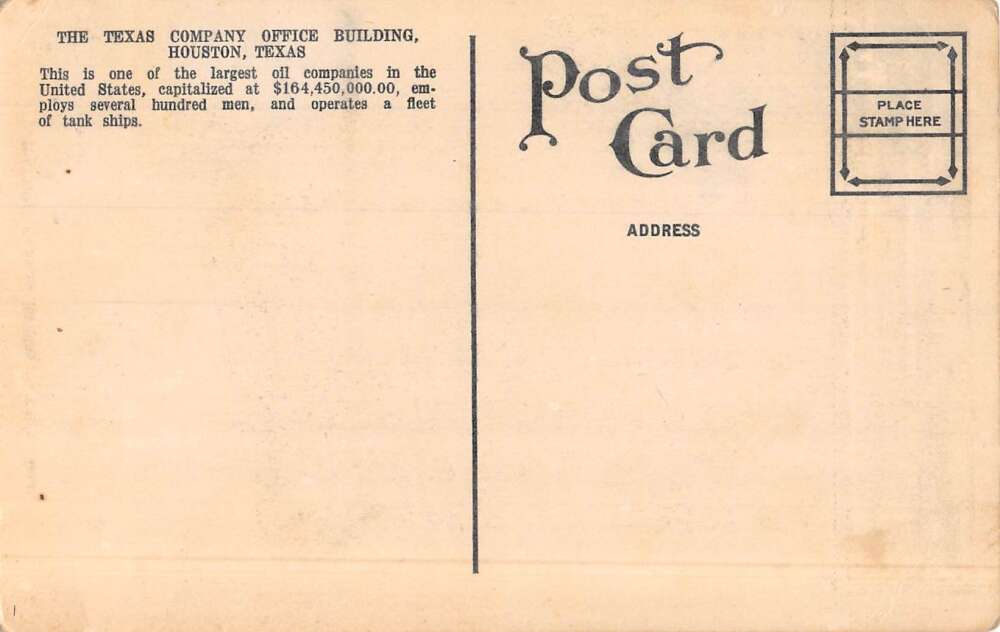 THE TEXAS COMPANY OFFICE BUILDING,
HOUSTON, TEXAS
This is one of the largest oil companies in the
United States, capitalized at $164,450,000.00, em-
ploys several hundred men, and operates a fleet
of tank ships.
Post
Card
PLACE
STAMP HERE
ADDRESS